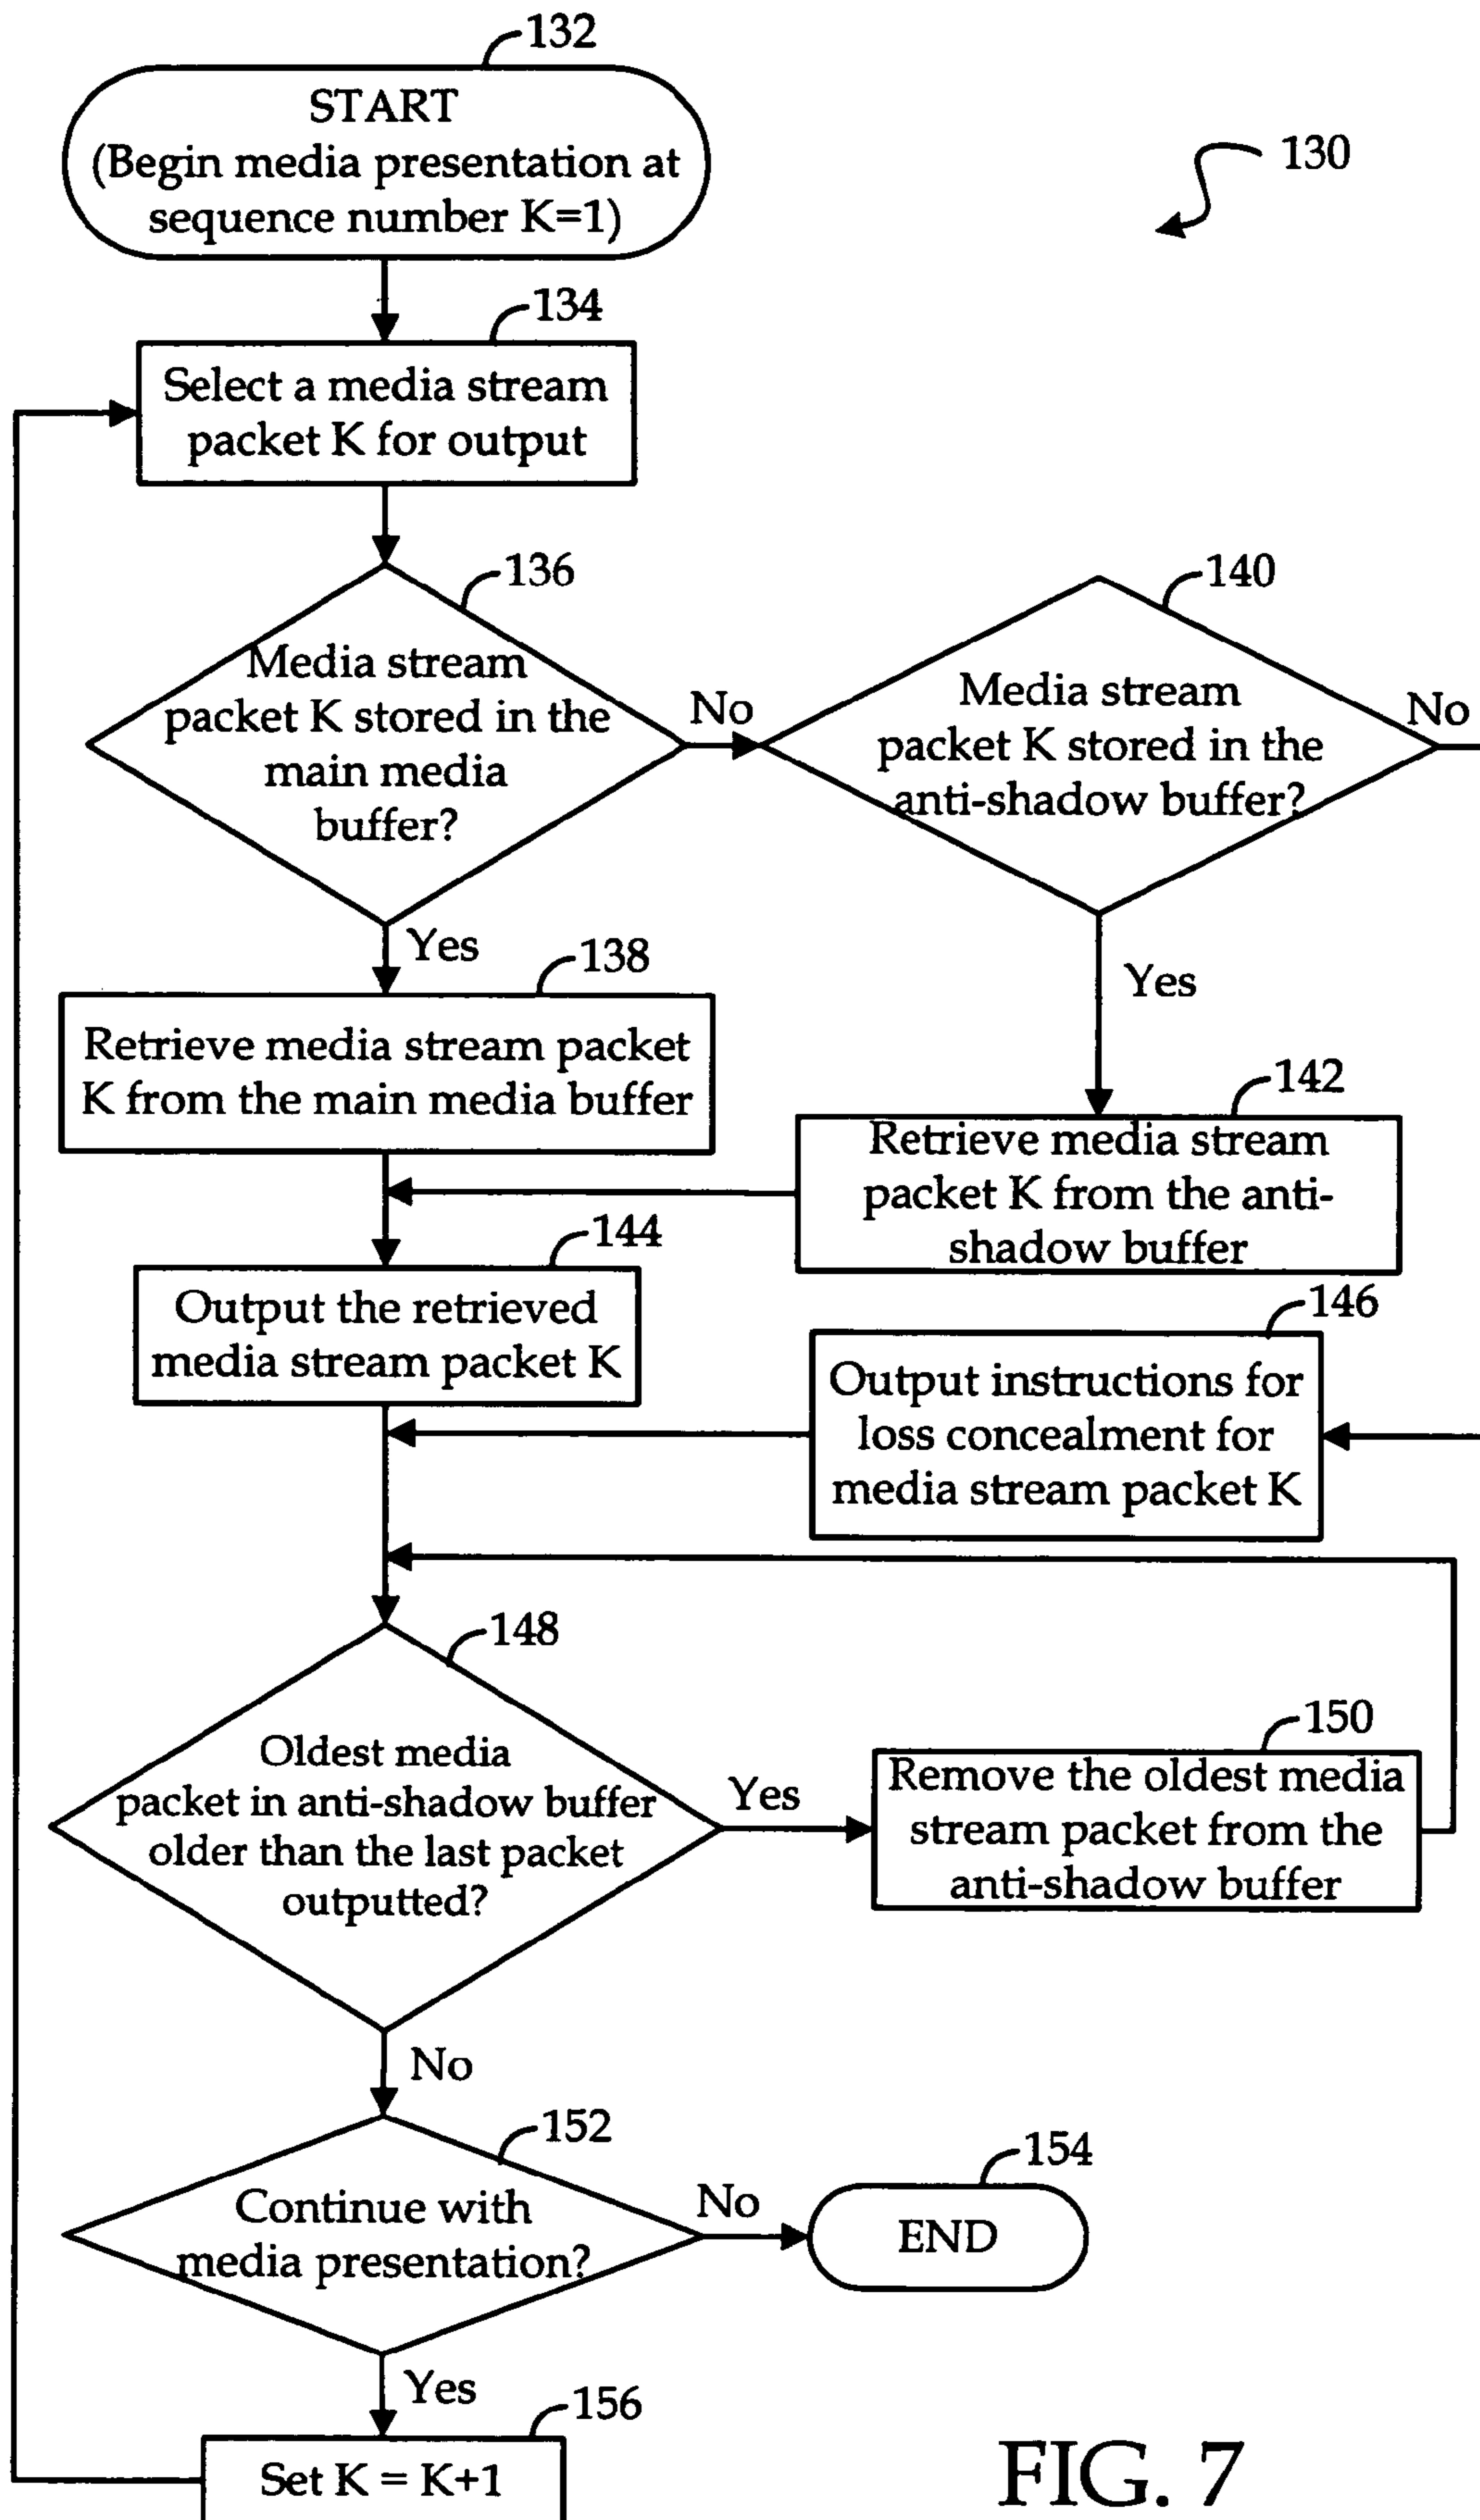 132
START
(Begin media presentation at
sequence number K=1)
130
134
Select a media stream
packet K for output
136
Media stream
packet K stored in the
main media
buffer?
No
140
Media stream
packet K stored in the
anti-shadow buffer?
No
Yes
138
Retrieve media stream packet
K from the main media buffer
Yes
142
Retrieve media stream
packet K from the anti-
shadow buffer
144
Output the retrieved
media stream packet K
146
Output instructions for
loss concealment for
media stream packet K
148
Oldest media
packet in anti-shadow buffer
older than the last packet
outputted?
Yes
150
Remove the oldest media
stream packet from the
anti-shadow buffer
No
152
Continue with
media presentation?
No
154
END
Yes
156
Set K = K+1
FIG. 7